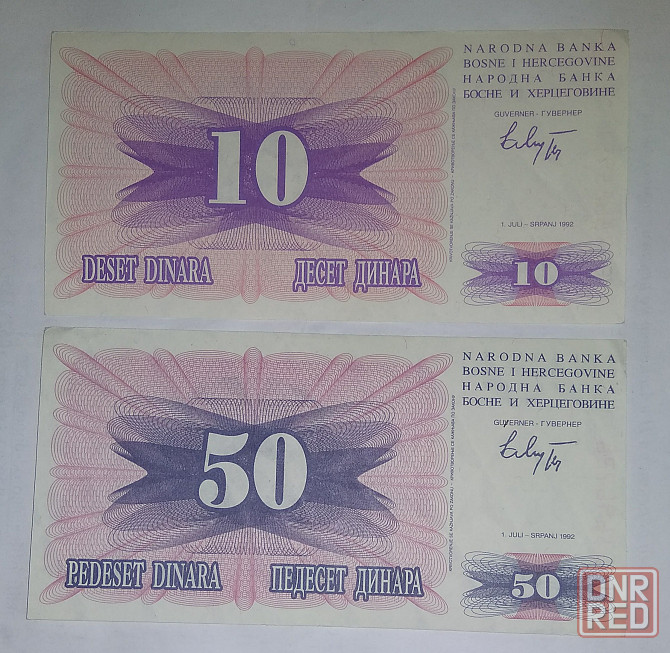 NARODNA BANKA
BOSNE I HERCEGOVINE
НАРОДНА БАНКА
БОСНЕ И ХЕРЦЕГОВИНЕ
GUVERNER - ГУВЕРНЕР
10
1. JULI - SRPANJ 1992
DESET DINARA ДЕСЕТ ДИНАРА
10
NARODNA BANKA
BOSNE I HERCEGOVINE
НАРОДНА БАНКА
БОСНЕ И ХЕРЦЕГОВИНЕ
GUVERNER - ГУВЕРНЕР
50
1. JULI - SRPANJ 1992
PEDESET DINARA ПЕДЕСЕТ ДИНАРА
50
DNR
RED